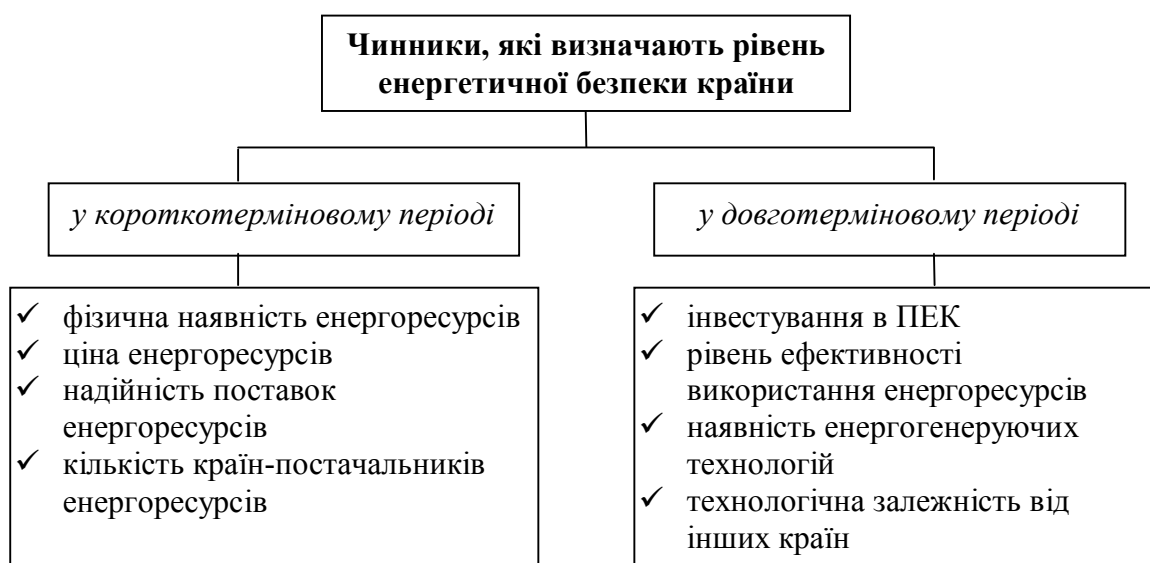 Чинники, які визначають рівень
енергетичної безпеки країни
у короткотерміновому періоді
у довготерміновому періоді
✓ фізична наявність енергоресурсів
✓ ціна енергоресурсів
✓ надійність поставок
енергоресурсів
✓ кількість країн-постачальників
енергоресурсів
✓ інвестування в ПЕК
✓ рівень ефективності
використання енергоресурсів
✓ наявність енергогенеруючих
технологій
✓ технологічна залежність від
інших країн